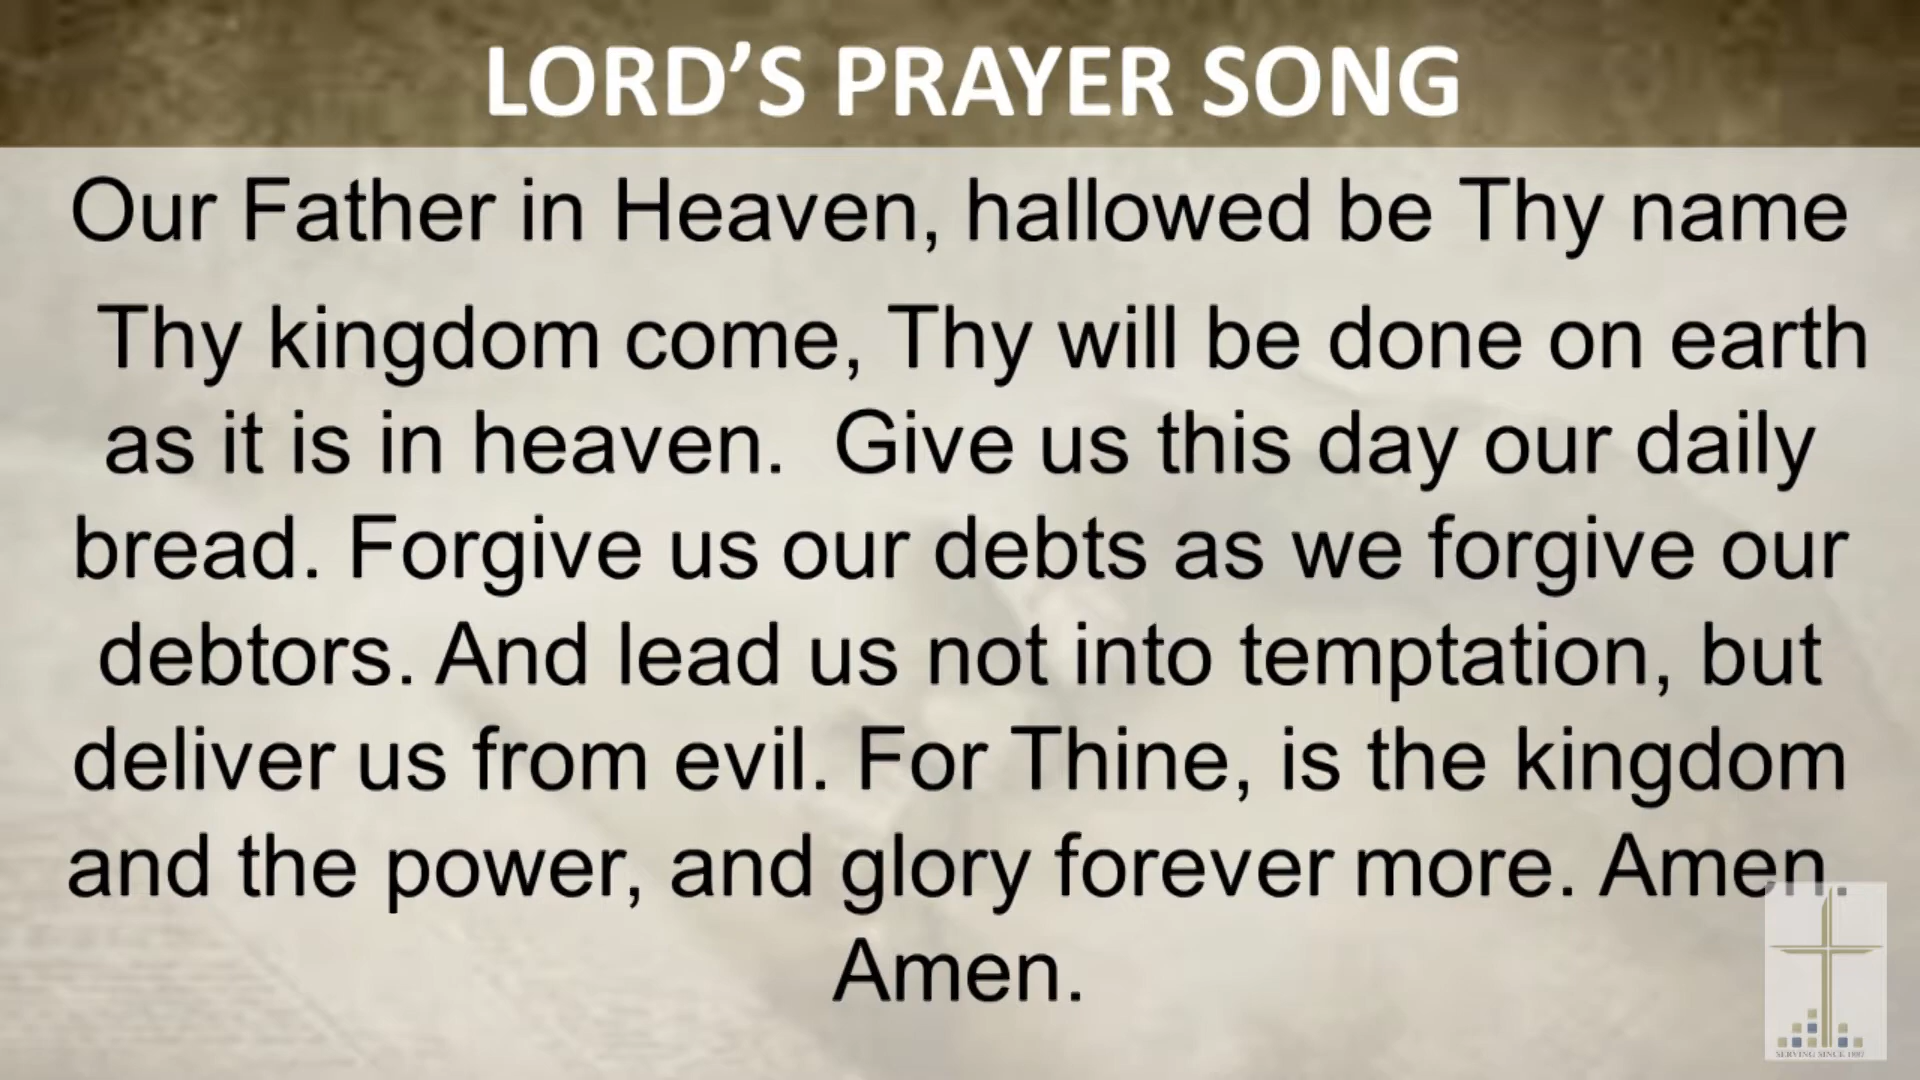 LORD’S PRAYER SONG
Our Father in Heaven, hallowed be Thy name
Thy kingdom come, Thy will be done on earth
as it is in heaven.  Give us this day our daily
bread. Forgive us our debts as we forgive our
debtors. And lead us not into temptation, but
deliver us from evil. For Thine, is the kingdom
and the power, and glory forever more. Amen.
Amen.
SERVING SINCE